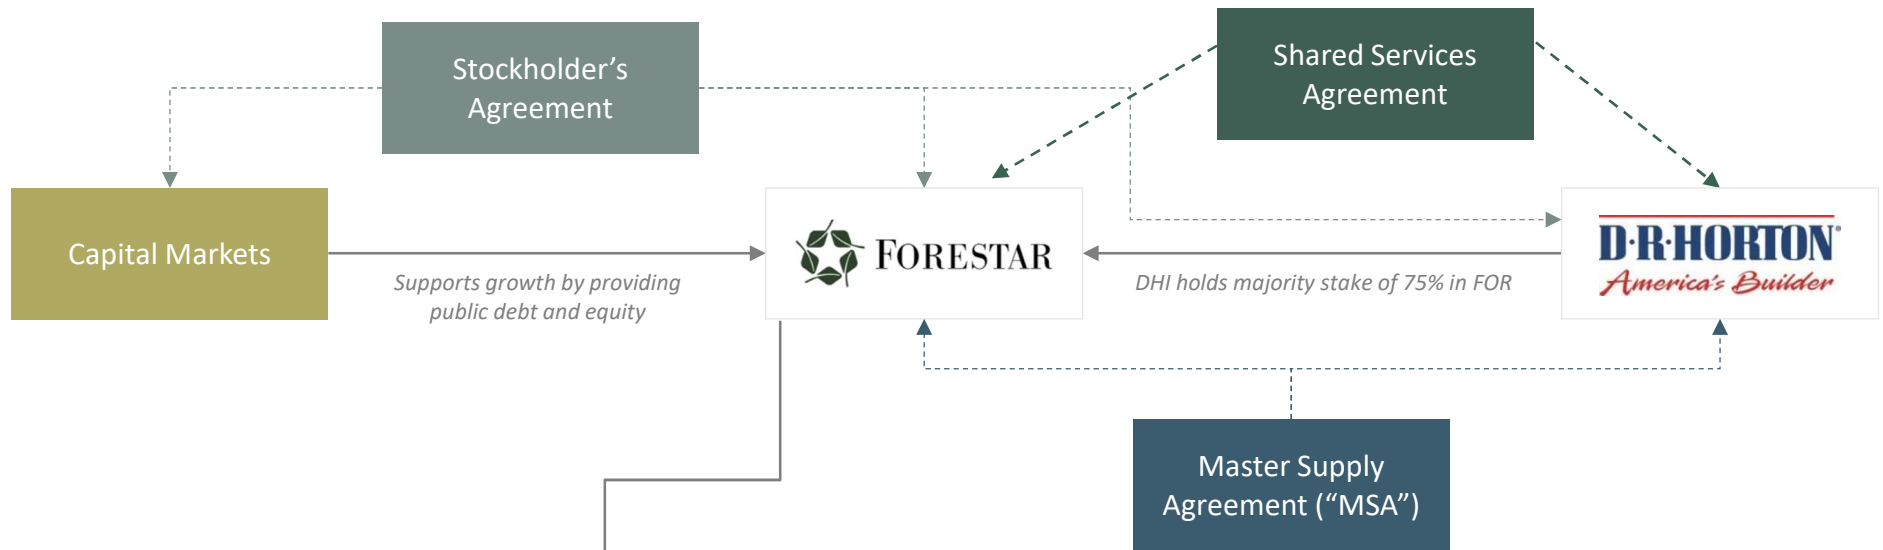 Stockholder’s
Agreement
Shared Services
Agreement
Capital Markets
Supports growth by providing
public debt and equity
FORESTAR
DHI holds majority stake of 75% in FOR
D·R·HORTON®
America's Builder
Master Supply
Agreement (“MSA”)